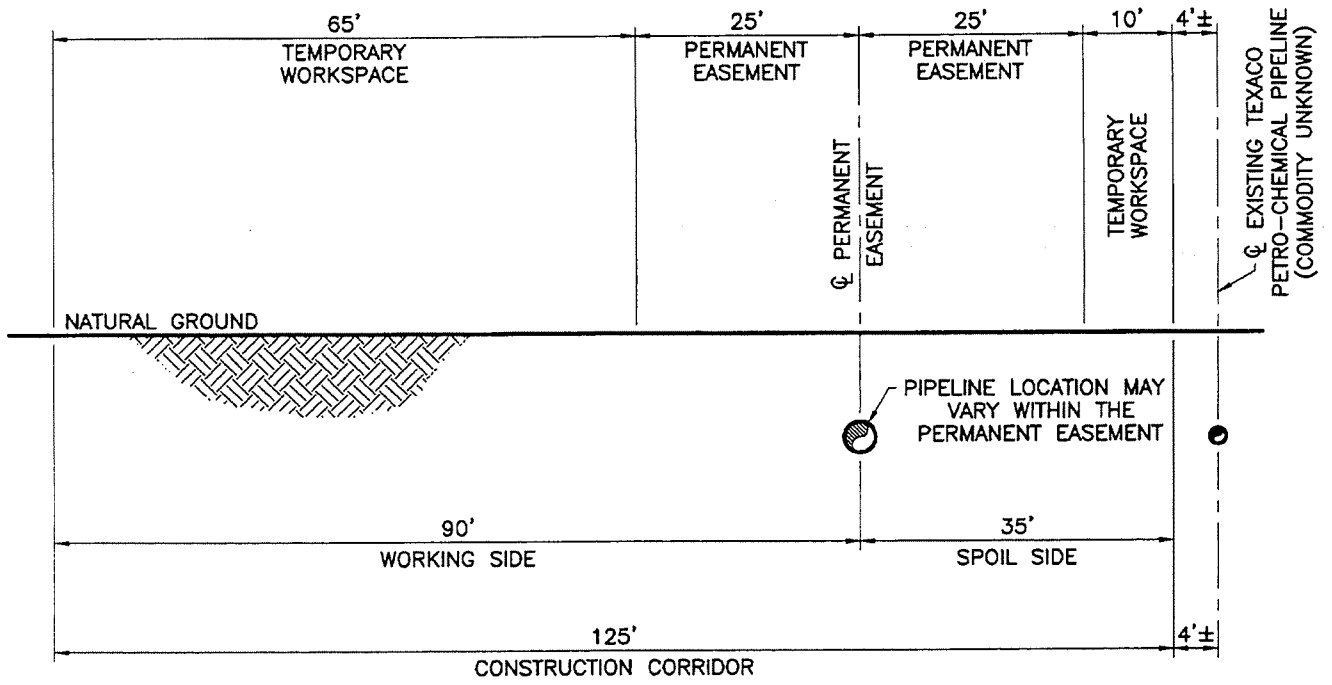 65'
TEMPORARY
WORKSPACE
25'
PERMANENT
EASEMENT
25'
PERMANENT
EASEMENT
10'
TEMPORARY
WORKSPACE
4'±
℄ EXISTING TEXACO
PETRO-CHEMICAL PIPELINE
(COMMODITY UNKNOWN)
℄ PERMANENT
EASEMENT
NATURAL GROUND
PIPELINE LOCATION MAY
VARY WITHIN THE
PERMANENT EASEMENT
90'
WORKING SIDE
35'
SPOIL SIDE
125'
CONSTRUCTION CORRIDOR
4'±